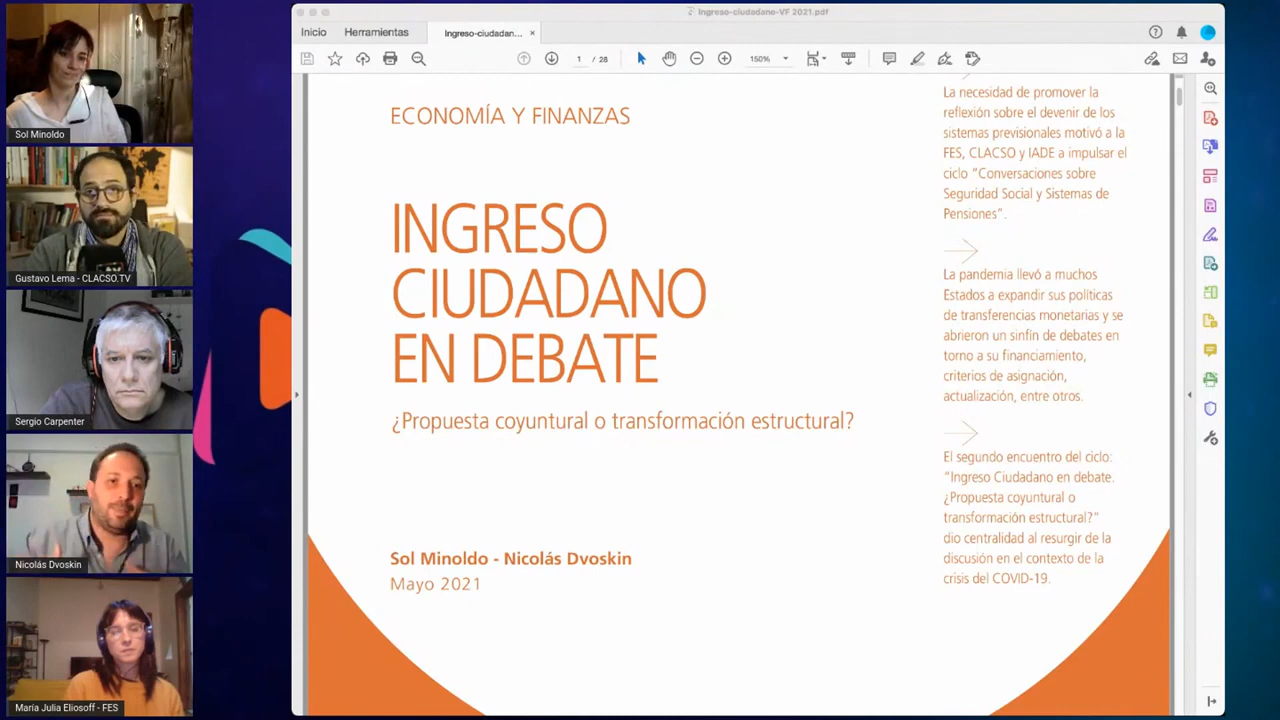 Sol Minoldo
Gustavo Lema - CLACSO.TV
Sergio Carpenter
Nicolás Dvoskin
María Julia Eliosoff - FES
Ingreso-ciudadano-VF 2021.pdf
Inicio
Herramientas
Ingreso-ciudadan...
1 / 28
150%
ECONOMÍA Y FINANZAS
INGRESO
CIUDADANO
EN DEBATE
¿Propuesta coyuntural o transformación estructural?
Sol Minoldo - Nicolás Dvoskin
Mayo 2021
La necesidad de promover la
reflexión sobre el devenir de los
sistemas previsionales motivó a la
FES, CLACSO y IADE a impulsar el
ciclo “Conversaciones sobre
Seguridad Social y Sistemas de
Pensiones”.
La pandemia llevó a muchos
Estados a expandir sus políticas
de transferencias monetarias y se
abrieron un sinfín de debates en
torno a su financiamiento,
criterios de asignación,
actualización, entre otros.
El segundo encuentro del ciclo:
“Ingreso Ciudadano en debate.
¿Propuesta coyuntural o
transformación estructural?”
dio centralidad al resurgir de la
discusión en el contexto de la
crisis del COVID-19.